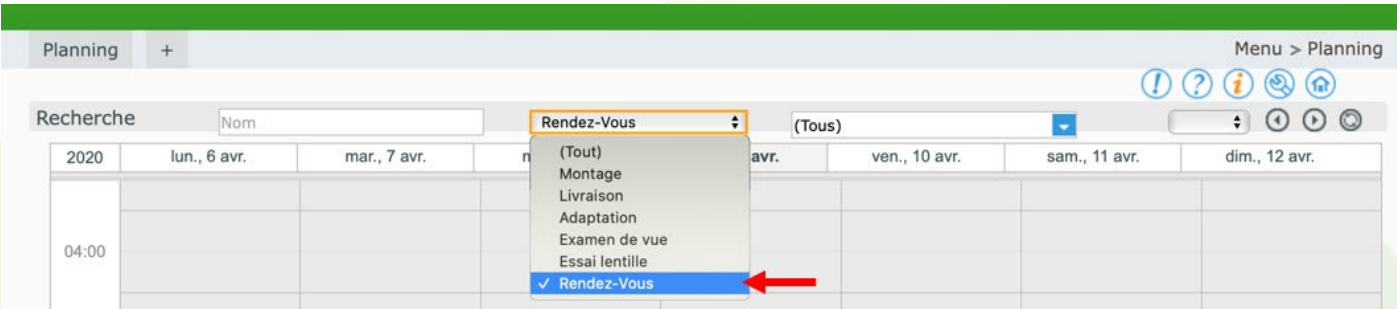 Planning +
Menu > Planning
! ? i
Recherche Nom Rendez-Vous (Tous)
2020 lun., 6 avr. mar., 7 avr. avr. ven., 10 avr. sam., 11 avr. dim., 12 avr.
(Tout)
Montage
Livraison
Adaptation
04:00
Examen de vue
Essai lentille
✓ Rendez-Vous